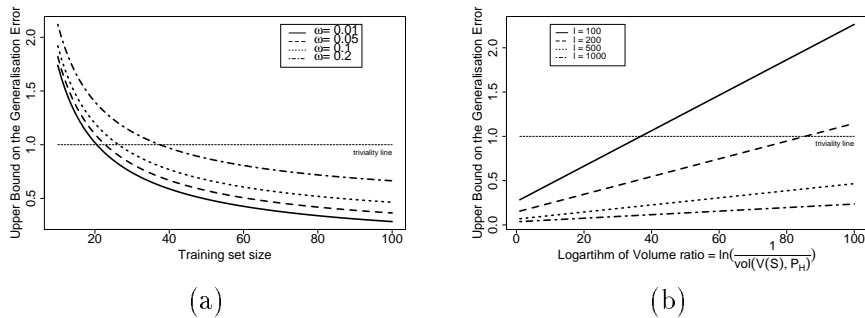 Upper Bound on the Generalisation Error
2.0
1.5
1.0
0.5
ω= 0.01
ω= 0.05
ω= 0.1
ω= 0.2
triviality line
20
40
60
80
100
Training set size
(a)
Upper Bound on the Generalisation Error
2.0
1.5
1.0
0.5
0.0
l = 100
l = 200
l = 500
l = 1000
triviality line
0
20
40
60
80
100
Logartihm of Volume ratio = ln(1/vol(V(S), P_H))
(b)